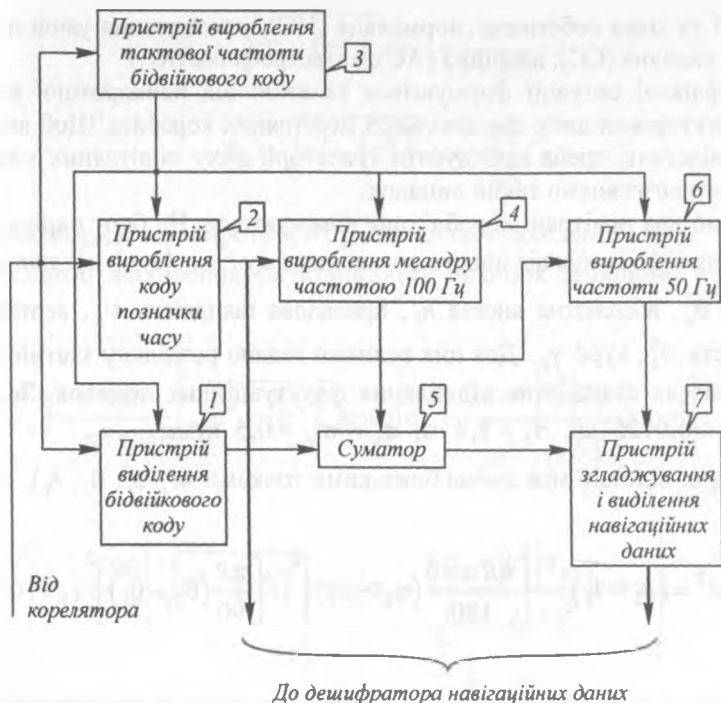 Пристрій вироблення
тактової частоти
бідвійкового коду
3
2
4
6
Пристрій
вироблення
коду
позначки
часу
Пристрій
вироблення меандру
частотою 100 Гц
Пристрій
вироблення
частоти 50 Гц
1
5
7
Пристрій
виділення
бідвійкового
коду
Суматор
Пристрій
заладжування
і виділення
навігаційних
даних
Від
корелятора
До дешифратора навігаційних даних